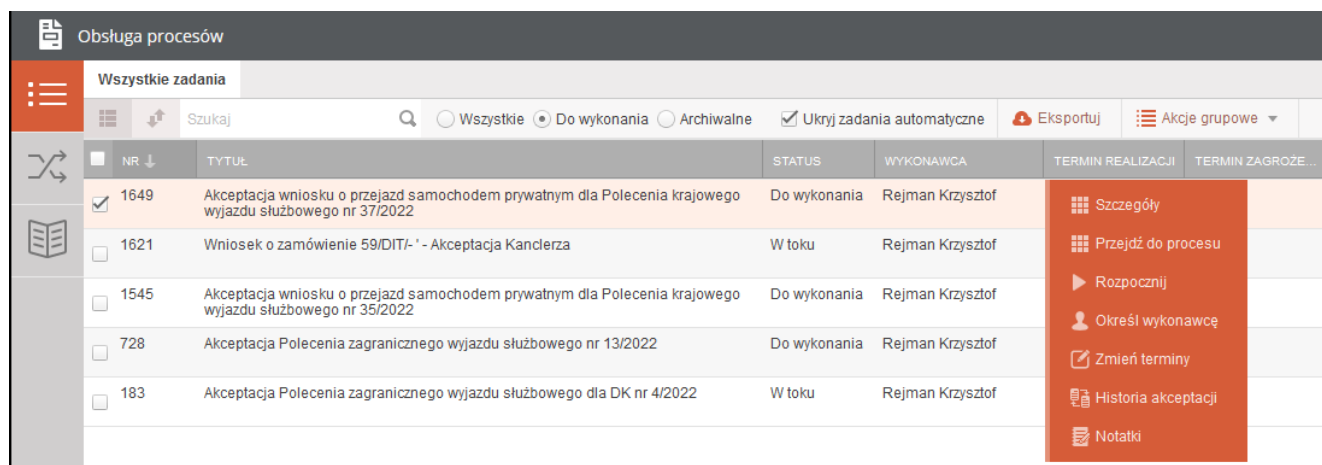 Obsługa procesów
Wszystkie zadania
Szukaj Wszystkie Do wykonania Archiwalne Ukryj zadania automatyczne Eksportuj Akcje grupowe
NR TYTUŁ STATUS WYKONAWCA TERMIN REALIZACJI TERMIN ZAGROŻE...
1649 Akceptacja wniosku o przejazd samochodem prywatnym dla Polecenia krajowego Do wykonania Rejman Krzysztof
wyjazdu służbowego nr 37/2022
Szczegóły
1621 Wniosek o zamówienie 59/DIT/- ' - Akceptacja Kanclerza W toku Rejman Krzysztof
Przejdź do procesu
Rozpocznij
1545 Akceptacja wniosku o przejazd samochodem prywatnym dla Polecenia krajowego Do wykonania Rejman Krzysztof
wyjazdu służbowego nr 35/2022
Określ wykonawcę
728 Akceptacja Polecenia zagranicznego wyjazdu służbowego nr 13/2022 Do wykonania Rejman Krzysztof
Zmień terminy
183 Akceptacja Polecenia zagranicznego wyjazdu służbowego dla DK nr 4/2022 W toku Rejman Krzysztof
Historia akceptacji
Notatki